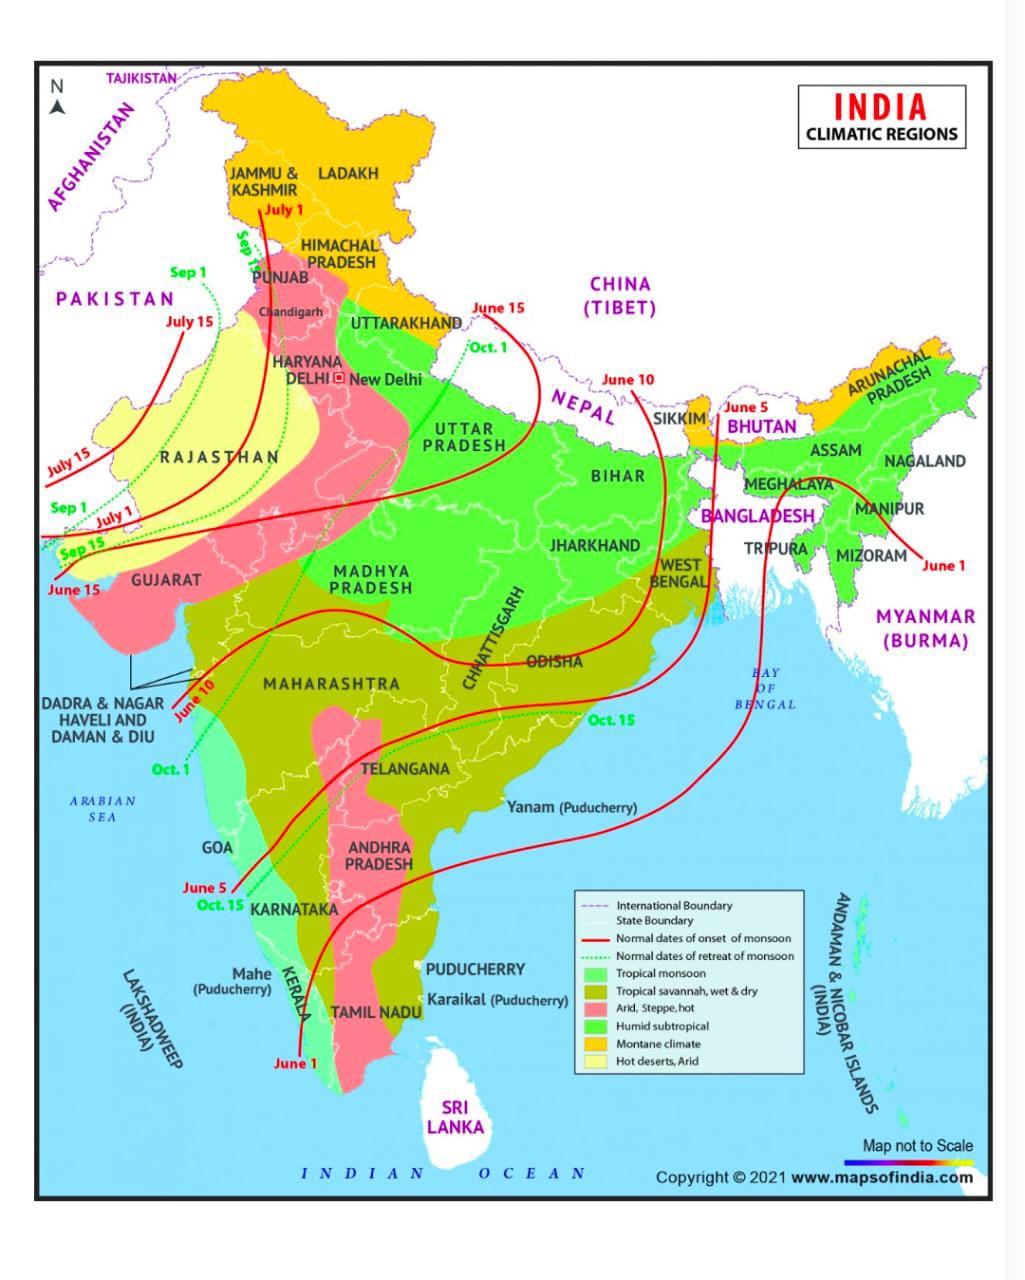 N
TAJIKISTAN
AFGHANISTAN
INDIA
CLIMATIC REGIONS
JAMMU &
KASHMIR
LADAKH
July 1
Sep 15
HIMACHAL
PRADESH
Sep 1
PUNJAB
PAKISTAN
CHINA
(TIBET)
July 15
Chandigarh
June 15
UTTARAKHAND
Oct. 1
HARYANA
DELHI
New Delhi
June 10
NEPAL
SIKKIM
June 5
BHUTAN
ARUNACHAL
PRADESH
UTTAR
PRADESH
RAJASTHAN
July 15
BIHAR
ASSAM
NAGALAND
MEGHALAYA
Sep 1
July 1
BANGLADESH
MANIPUR
Sep 15
JHARKHAND
TRIPURA
MIZORAM
June 1
June 15
GUJARAT
MADHYA
PRADESH
WEST
BENGAL
MYANMAR
(BURMA)
CHHATTISGARH
ODISHA
MAHARASHTRA
BAY
OF
BENGAL
DADRA & NAGAR
HAVELI AND
DAMAN & DIU
June 10
Oct. 15
Oct. 1
TELANGANA
ARABIAN
SEA
Yanam (Puducherry)
GOA
ANDHRA
PRADESH
June 5
Oct. 15
KARNATAKA
International Boundary
State Boundary
Normal dates of onset of monsoon
Normal dates of retreat of monsoon
Tropical monsoon
Tropical savannah, wet & dry
Arid, Steppe, hot
Humid subtropical
Montane climate
Hot deserts, Arid
ANDAMAN & NICOBAR ISLANDS
(INDIA)
Mahe
(Puducherry)
KERALA
PUDUCHERRY
Karaikal (Puducherry)
LAKSHADWEEP
(INDIA)
TAMIL NADU
June 1
SRI
LANKA
Map not to Scale
INDIAN OCEAN
Copyright © 2021 www.mapsofindia.com